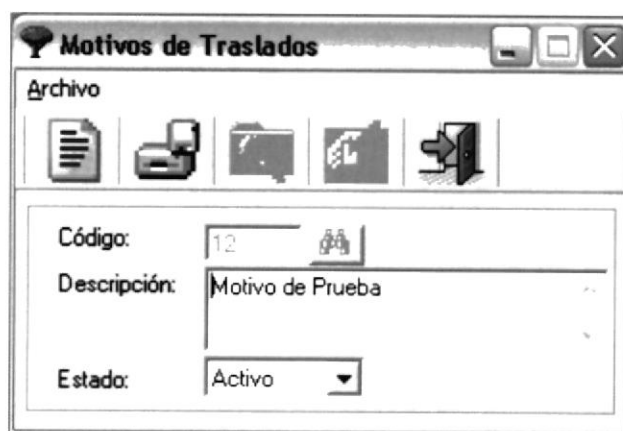 Motivos de Traslados
Archivo
Código: 12
Descripción: Motivo de Prueba
Estado: Activo